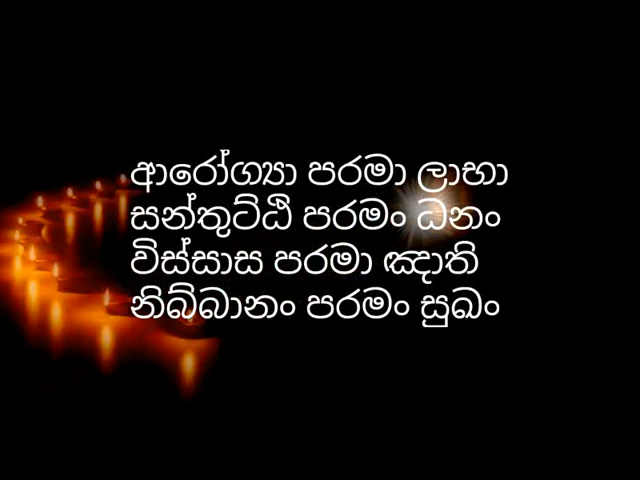 ආරෝග්‍යා පරමා ලාභා
සන්තුට්ඨි පරමං ධනං
විස්සාස පරමා ඤාති
නිබ්බානං පරමං සුඛං